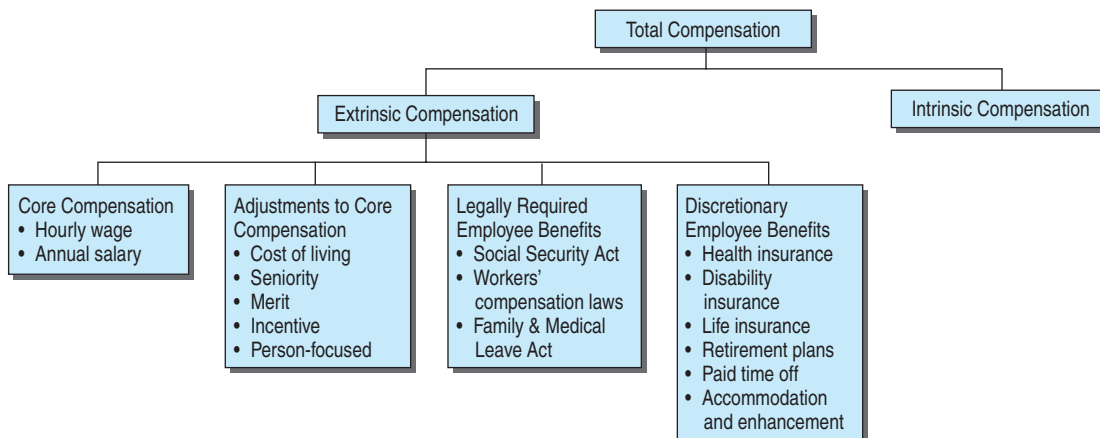 Total Compensation
Extrinsic Compensation
Intrinsic Compensation
Core Compensation
• Hourly wage
• Annual salary
Adjustments to Core
Compensation
• Cost of living
• Seniority
• Merit
• Incentive
• Person-focused
Legally Required
Employee Benefits
• Social Security Act
• Workers'
compensation laws
• Family & Medical
Leave Act
Discretionary
Employee Benefits
• Health insurance
• Disability
insurance
• Life insurance
• Retirement plans
• Paid time off
• Accommodation
and enhancement